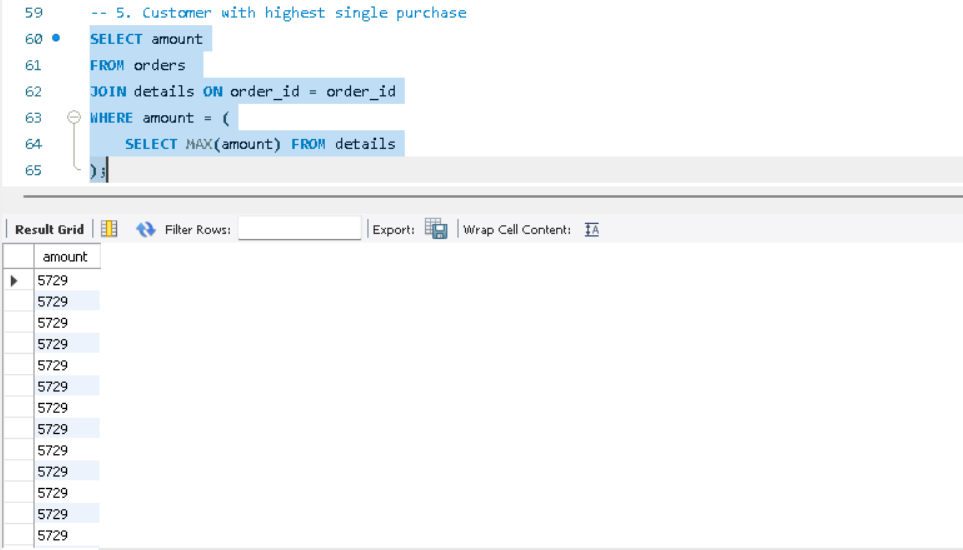 59 -- 5. Customer with highest single purchase
60 SELECT amount
61 FROM orders
62 JOIN details ON order_id = order_id
63 WHERE amount = (
64 SELECT MAX(amount) FROM details
65 );
Result Grid Filter Rows: Export: Wrap Cell Content:
amount
5729
5729
5729
5729
5729
5729
5729
5729
5729
5729
5729
5729
5729